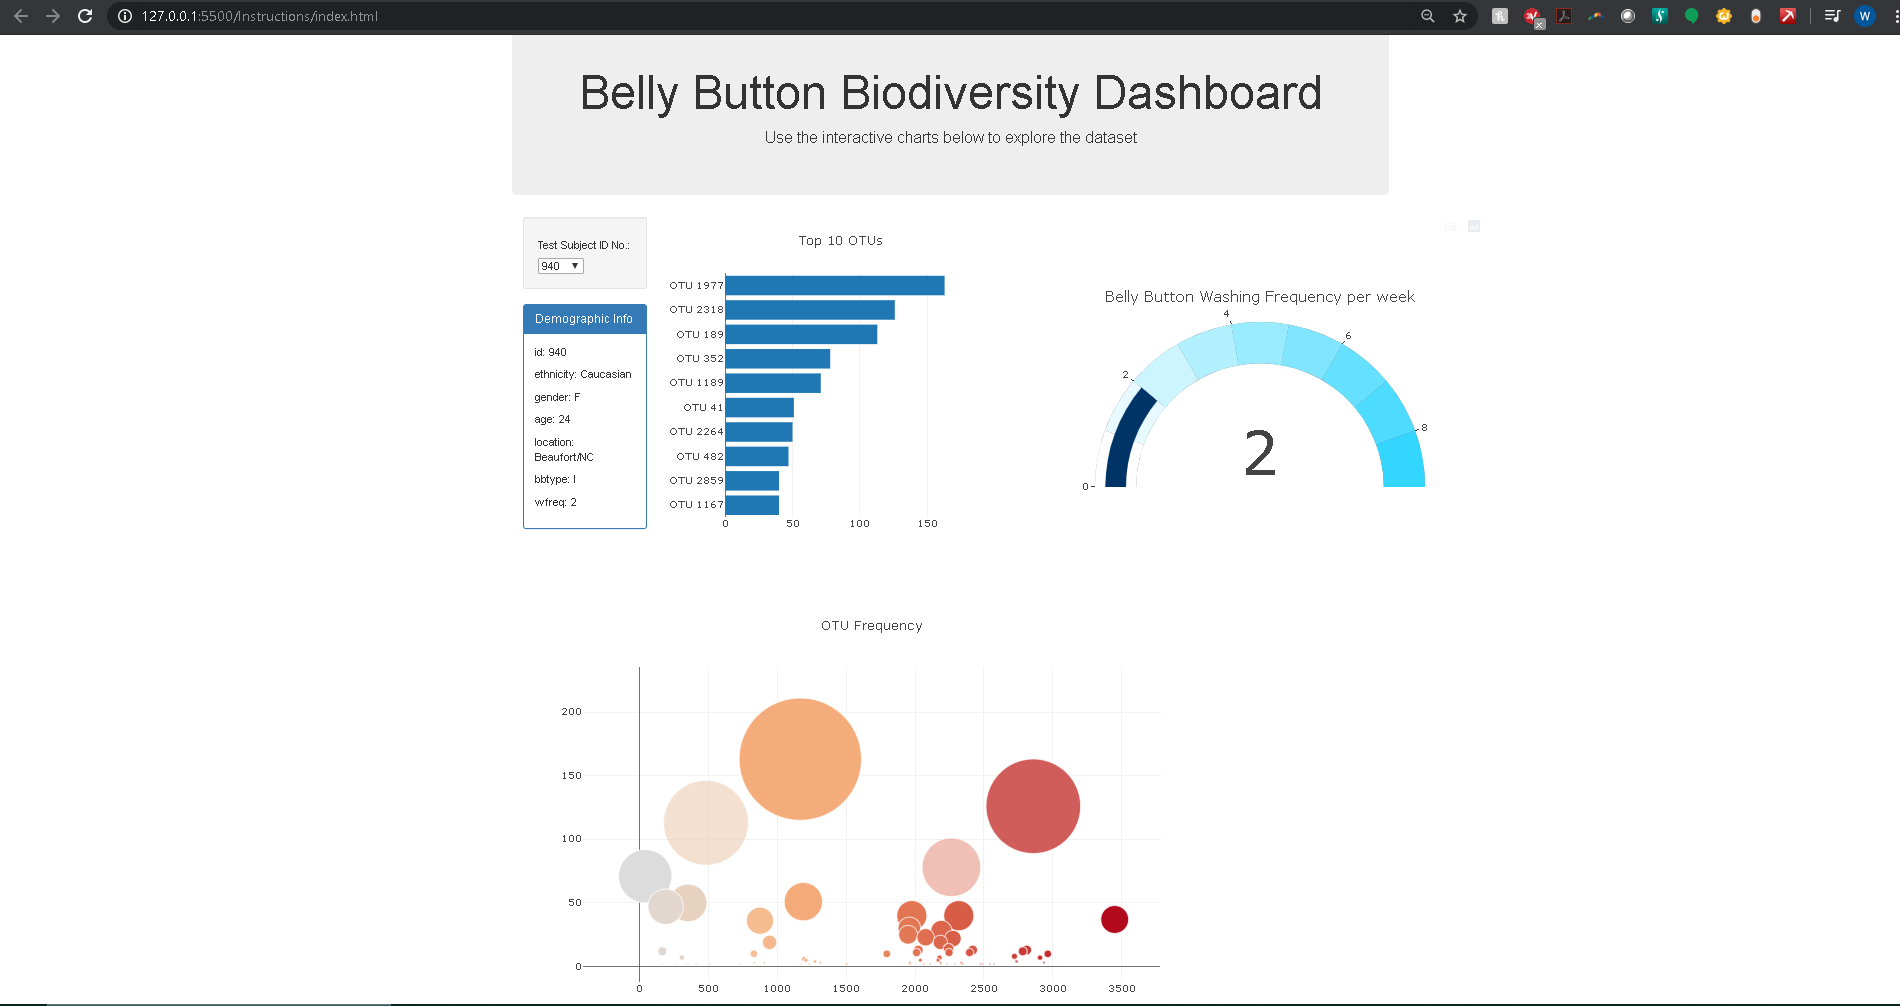 127.0.0.1:5500/Instructions/index.html
W
Belly Button Biodiversity Dashboard
Use the interactive charts below to explore the dataset
Test Subject ID No.:
940
Demographic Info
id: 940
ethnicity: Caucasian
gender: F
age: 24
location:
Beaufort/NC
bbtype: I
wfreq: 2
Top 10 OTUs
OTU 1977
OTU 2318
OTU 189
OTU 352
OTU 1189
OTU 41
OTU 2264
OTU 482
OTU 2859
OTU 1167
0 50 100 150
Belly Button Washing Frequency per week
0
2
4
6
8
2
OTU Frequency
200
150
100
50
0
0 500 1000 1500 2000 2500 3000 3500